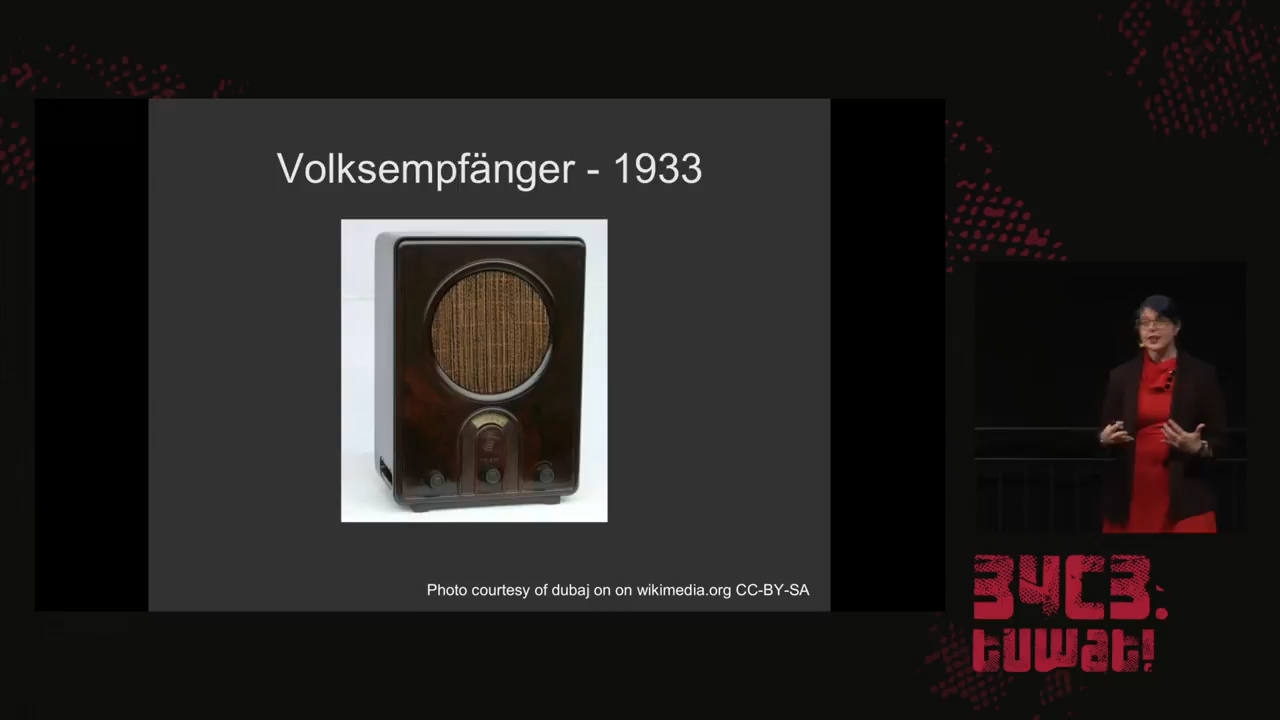 Volksempfänger - 1933
Photo courtesy of dubaj on on wikimedia.org CC-BY-SA
34C3.
tuwat!